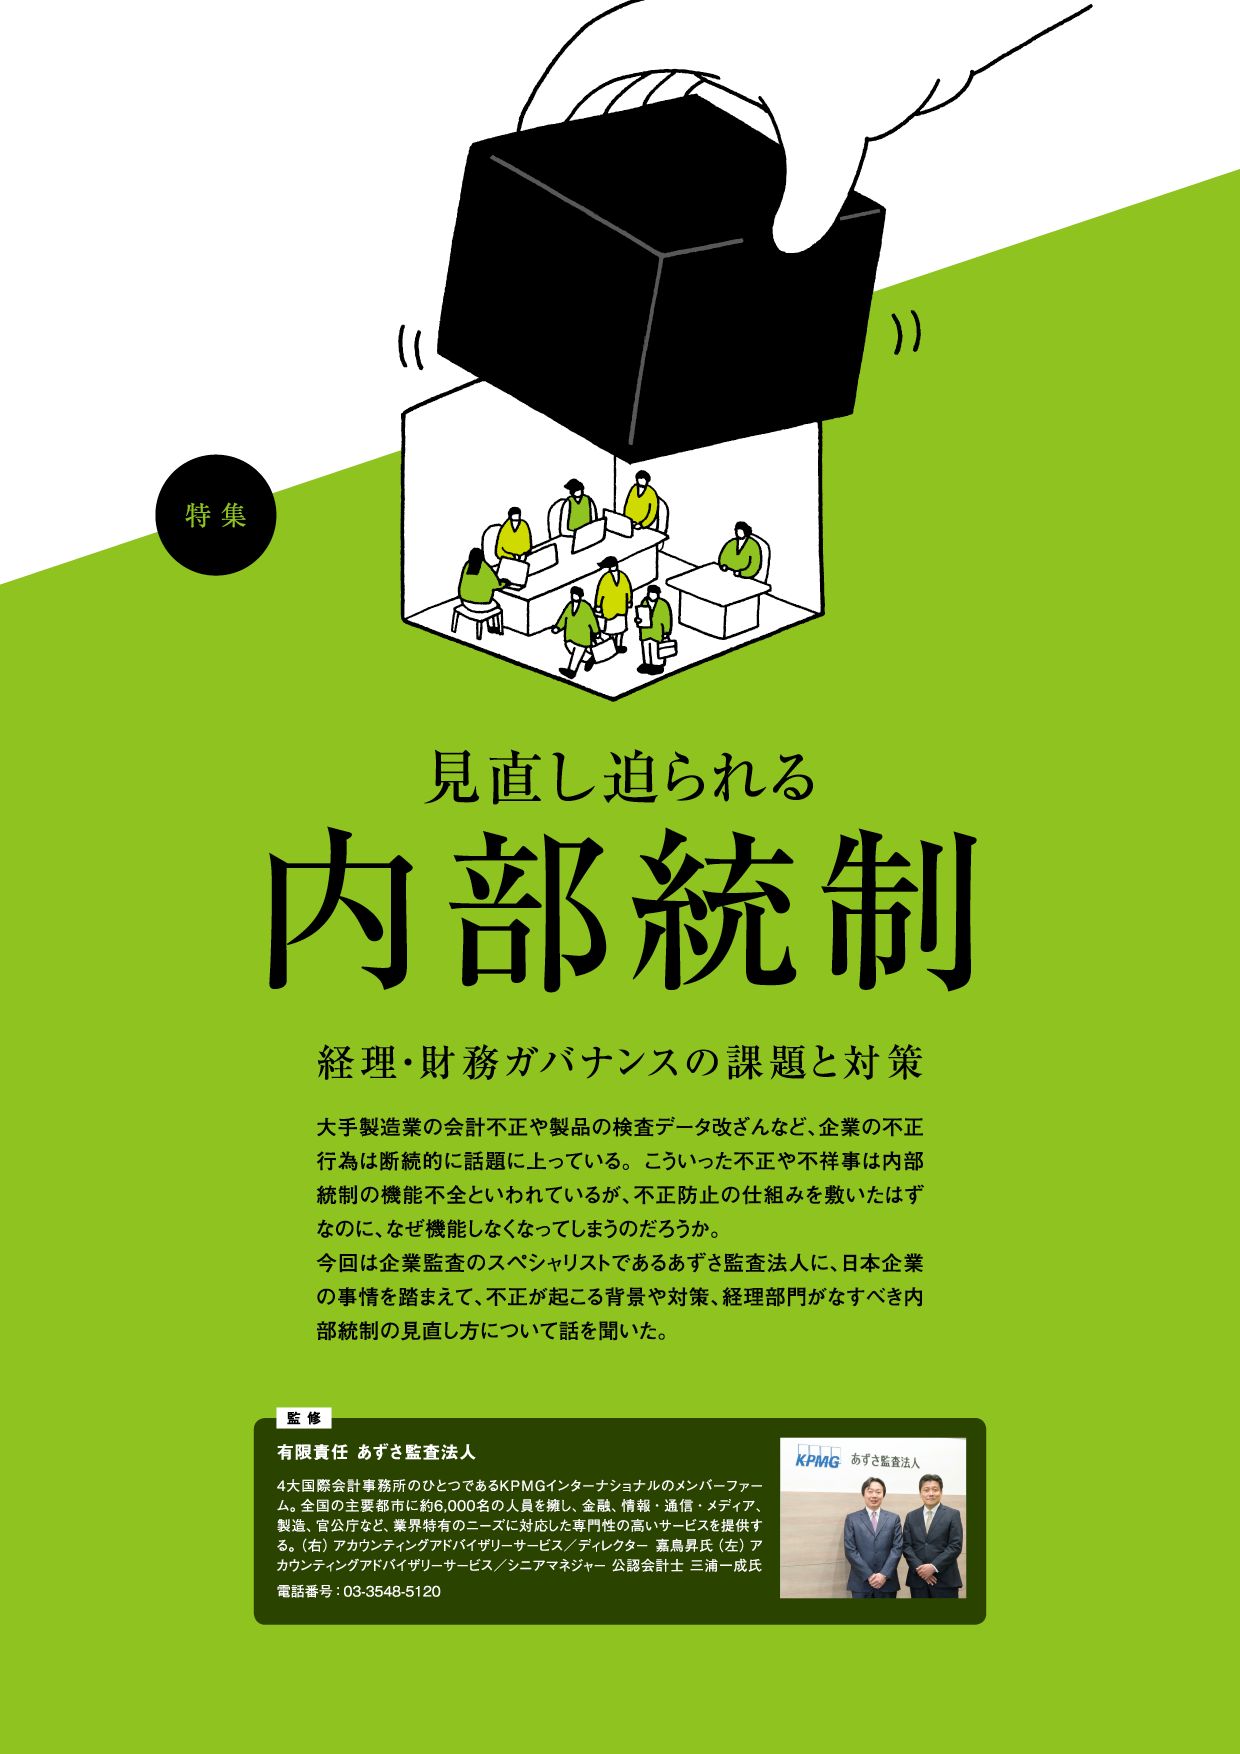 特集
見直し迫られる
内部統制
経理・財務ガバナンスの課題と対策
大手製造業の会計不正や製品の検査データ改ざんなど、企業の不正
行為は断続的に話題に上っている。こういった不正や不祥事は内部
統制の機能不全といわれているが、不正防止の仕組みを敷いたはず
なのに、なぜ機能しなくなってしまうのだろうか。
今回は企業監査のスペシャリストであるあずさ監査法人に、日本企業
の事情を踏まえて、不正が起こる背景や対策、経理部門がなすべき内
部統制の見直し方について話を聞いた。
監修
有限責任 あずさ監査法人
4大国際会計事務所のひとつであるKPMGインターナショナルのメンバーファー
ム。全国の主要都市に約6,000名の人員を擁し、金融、情報・通信・メディア、
製造、官公庁など、業界特有のニーズに対応した専門性の高いサービスを提供す
る。（右）アカウンティングアドバイザリーサービス／ディレクター 嘉鳥昇氏（左）ア
カウンティングアドバイザリーサービス／シニアマネジャー 公認会計士 三浦一成氏
電話番号：03-3548-5120
KPMG あずさ監査法人